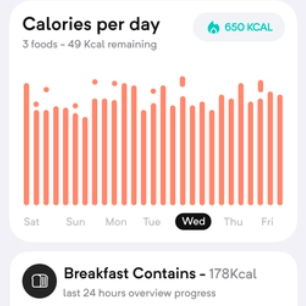 Calories per day
650 KCAL
3 foods - 49 Kcal remaining
Sat Sun Mon Tue Wed Thu Fri
Breakfast Contains - 178Kcal
last 24 hours overview progress